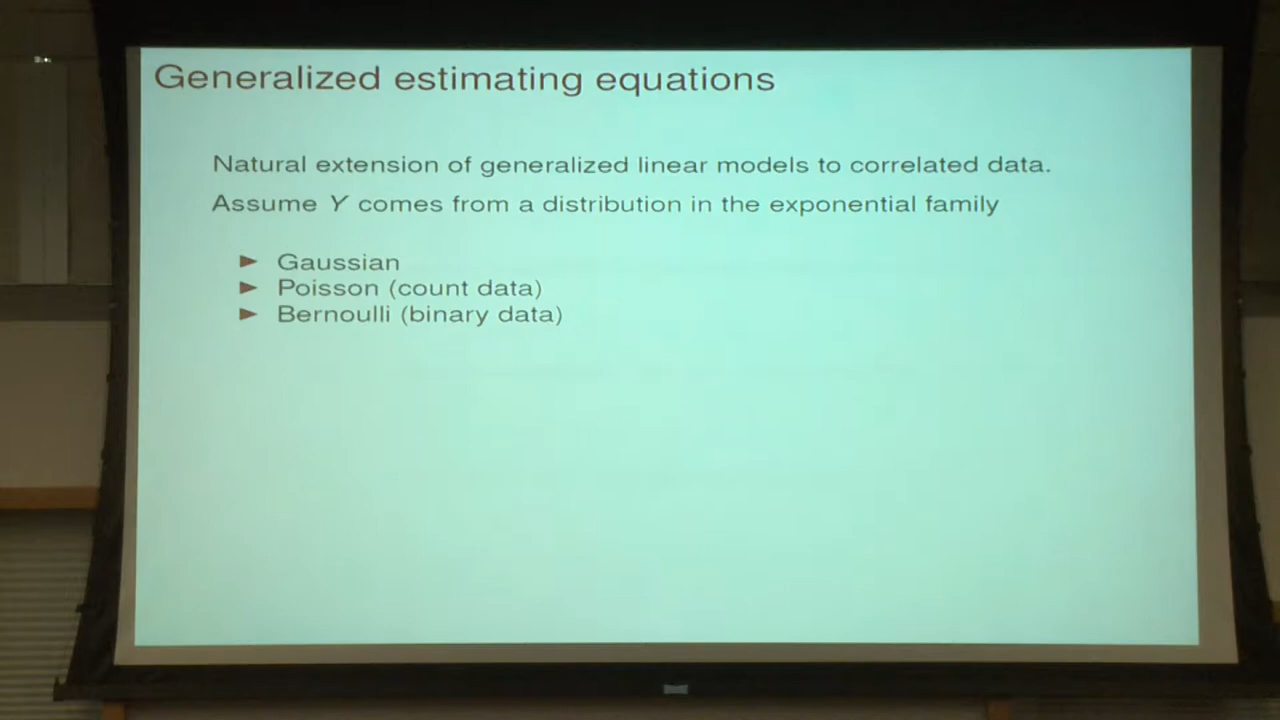 Generalized estimating equations
Natural extension of generalized linear models to correlated data.
Assume Y comes from a distribution in the exponential family
► Gaussian
► Poisson (count data)
► Bernoulli (binary data)